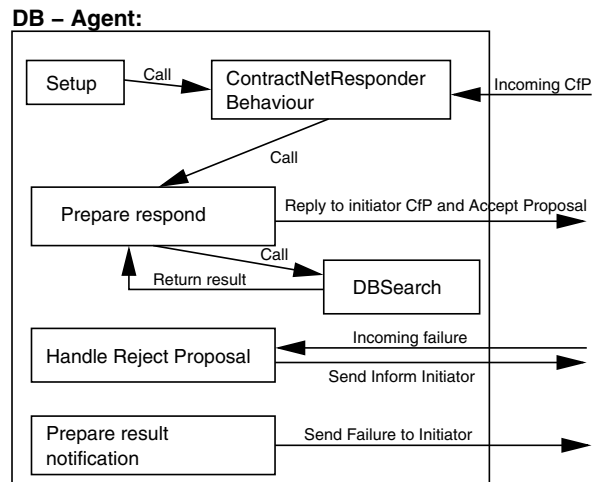 DB – Agent:
Setup
Call
ContractNetResponder
Behaviour
Incoming CfP
Call
Prepare respond
Reply to initiator CfP and Accept Proposal
Call
Return result
DBSearch
Incoming failure
Handle Reject Proposal
Send Inform Initiator
Prepare result
notification
Send Failure to Initiator